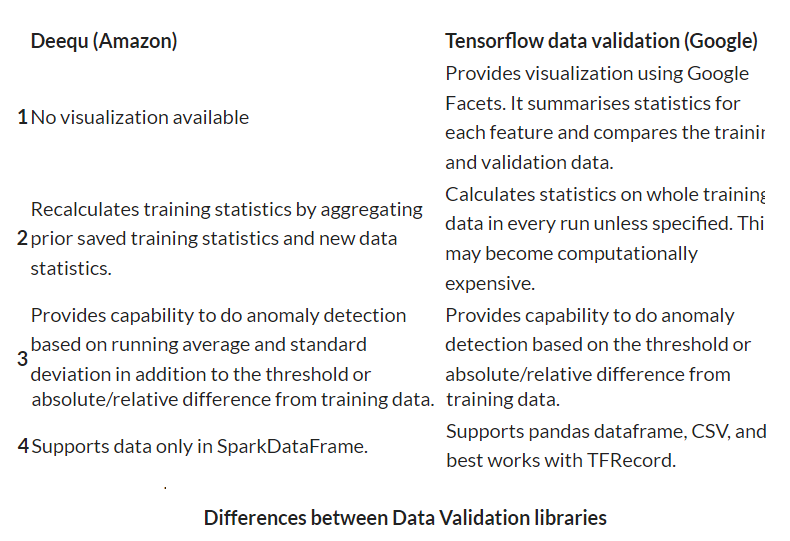 Deequ (Amazon)
Tensorflow data validation (Google)
1 No visualization available
Provides visualization using Google
Facets. It summarises statistics for
each feature and compares the trainin
and validation data.
2 Recalculates training statistics by aggregating
prior saved training statistics and new data
statistics.
Calculates statistics on whole training
data in every run unless specified. Thi
may become computationally
expensive.
3 Provides capability to do anomaly detection
based on running average and standard
deviation in addition to the threshold or
absolute/relative difference from training data.
Provides capability to do anomaly
detection based on the threshold or
absolute/relative difference from
training data.
4 Supports data only in SparkDataFrame.
Supports pandas dataframe, CSV, and
best works with TFRecord.
Differences between Data Validation libraries